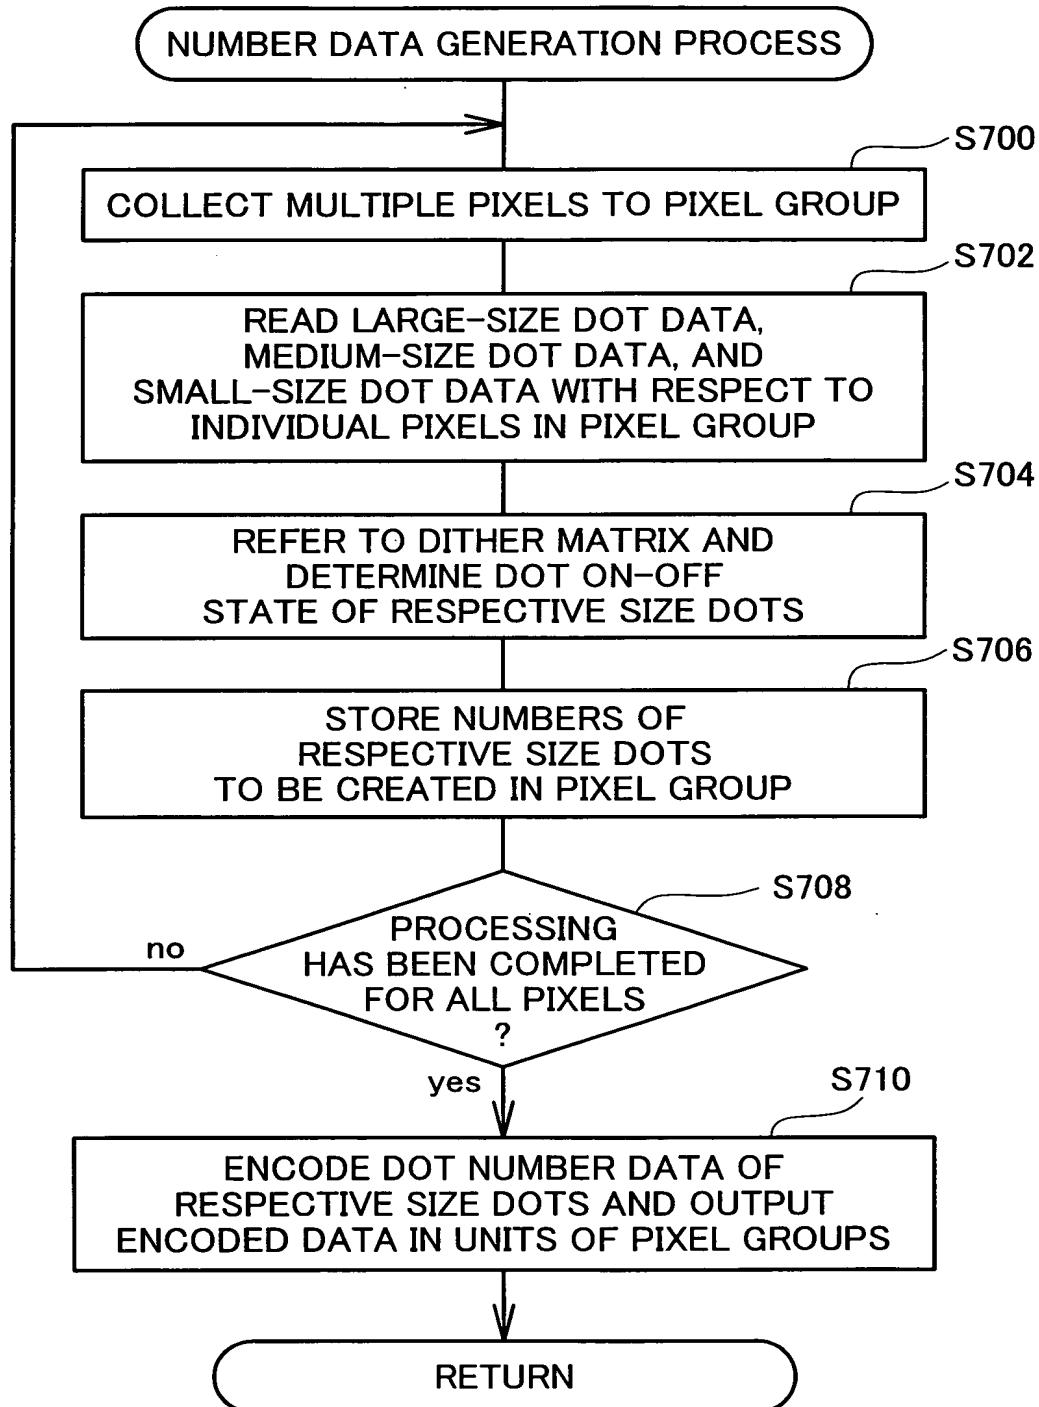 NUMBER DATA GENERATION PROCESS
S700
COLLECT MULTIPLE PIXELS TO PIXEL GROUP
S702
READ LARGE-SIZE DOT DATA,
MEDIUM-SIZE DOT DATA, AND
SMALL-SIZE DOT DATA WITH RESPECT TO
INDIVIDUAL PIXELS IN PIXEL GROUP
S704
REFER TO DITHER MATRIX AND
DETERMINE DOT ON-OFF
STATE OF RESPECTIVE SIZE DOTS
S706
STORE NUMBERS OF
RESPECTIVE SIZE DOTS
TO BE CREATED IN PIXEL GROUP
S708
no
PROCESSING
HAS BEEN COMPLETED
FOR ALL PIXELS
?
yes
S710
ENCODE DOT NUMBER DATA OF
RESPECTIVE SIZE DOTS AND OUTPUT
ENCODED DATA IN UNITS OF PIXEL GROUPS
RETURN